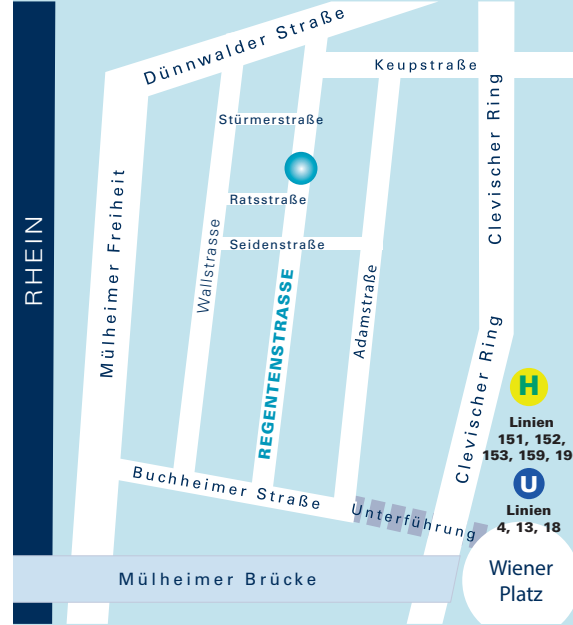 Dünnwalder Straße
Keupstraße
Clevischer Ring
Stürmerstraße
Ratsstraße
Seidenstraße
RHEIN
Mülheimer Freiheit
Wallstrasse
REGENTENSTRASSE
Adamstraße
Clevischer Ring
H
Linien
151, 152,
153, 159, 19
U
Linien
4, 13, 18
Buchheimer Straße
Unterführung
Mülheimer Brücke
Wiener
Platz